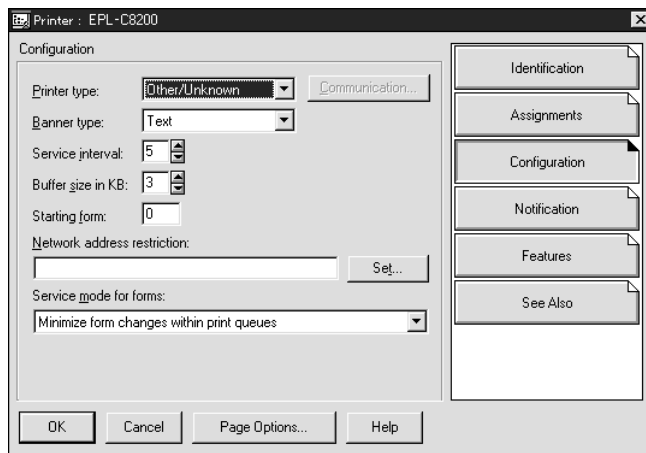 Printer : EPL-C8200
Configuration
Printer type: Other/Unknown Communication...
Banner type: Text
Service interval: 5
Buffer size in KB: 3
Starting form: 0
Network address restriction:
Set...
Service mode for forms:
Minimize form changes within print queues
OK Cancel Page Options... Help
Identification
Assignments
Configuration
Notification
Features
See Also